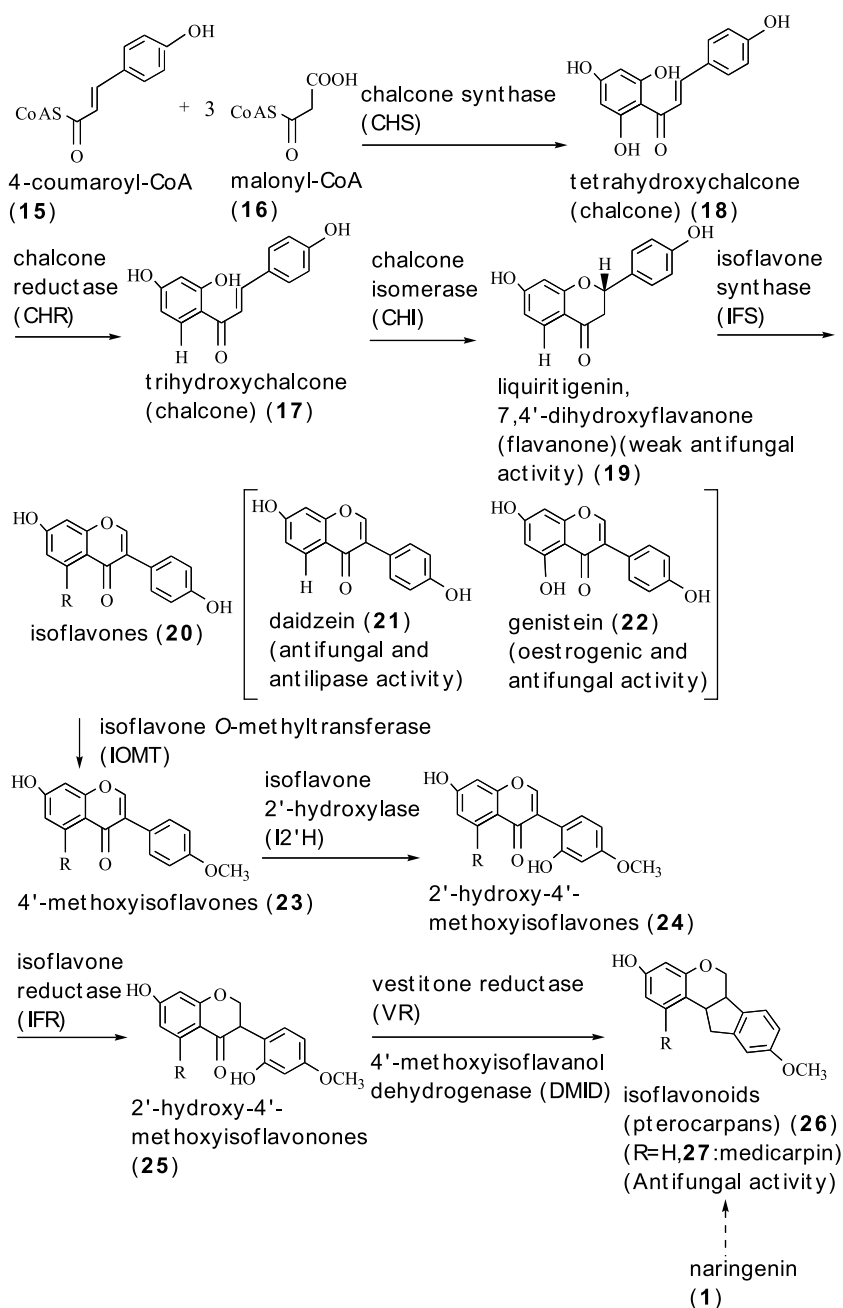 OH
COOH
CoAS
O
+ 3
CoAS
O
4-coumaroyl-CoA
(15)
malonyl-CoA
(16)
chalcone synthase
(CHS)
HO
OH
OH
OH
O
tetrahydroxychalcone
(chalcone) (18)
chalcone
reductase
(CHR)
HO
OH
OH
H
O
trihydroxychalcone
(chalcone) (17)
chalcone
isomerase
(CHI)
HO
O
H
OH
H
O
liquiritigenin,
7,4'-dihydroxyflavanone
(flavanone)(weak antifungal
activity) (19)
isoflavone
synthase
(IFS)
HO
O
R
O
OH
isoflavones (20)
HO
O
H
O
OH
daidzein (21)
(antifungal and
antilipase activity)
HO
O
OH
O
OH
genistein (22)
(oestrogenic and
antifungal activity)
isoflavone O-methyltransferase
(IOMT)
HO
O
R
O
OCH3
4'-methoxyisoflavones (23)
isoflavone
2'-hydroxylase
(I2'H)
HO
O
R
O
HO
OCH3
2'-hydroxy-4'-
methoxyisoflavones (24)
isoflavone
reductase
(IFR)
HO
O
R
O
HO
OCH3
2'-hydroxy-4'-
methoxyisoflavonones
(25)
vestitone reductase
(VR)
4'-methoxyisoflavanol
dehydrogenase (DMID)
HO
O
R
OCH3
isoflavonoids
(pterocarpans) (26)
(R=H,27:medicarpin)
(Antifungal activity)
naringenin
(1)